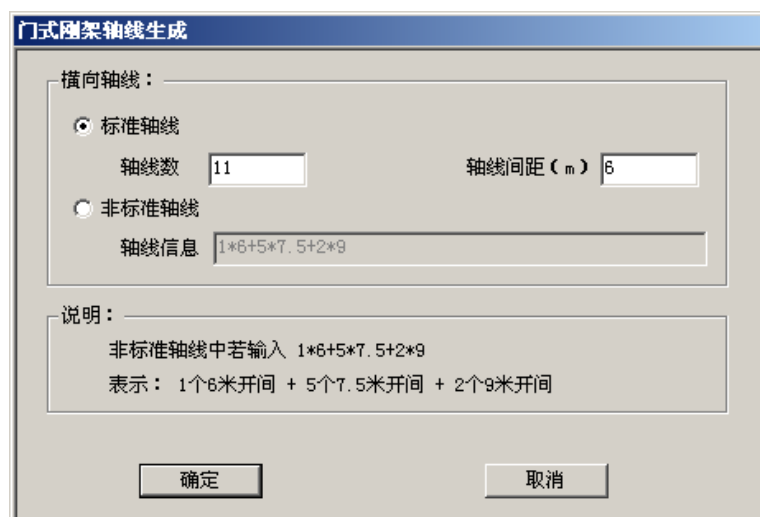 门式刚架轴线生成
横向轴线：
标准轴线
轴线数 11 轴线间距(m) 6
非标准轴线
轴线信息 1*6+5*7.5+2*9
说明：
非标准轴线中若输入 1*6+5*7.5+2*9
表示： 1个6米开间 + 5个7.5米开间 + 2个9米开间
确定 取消